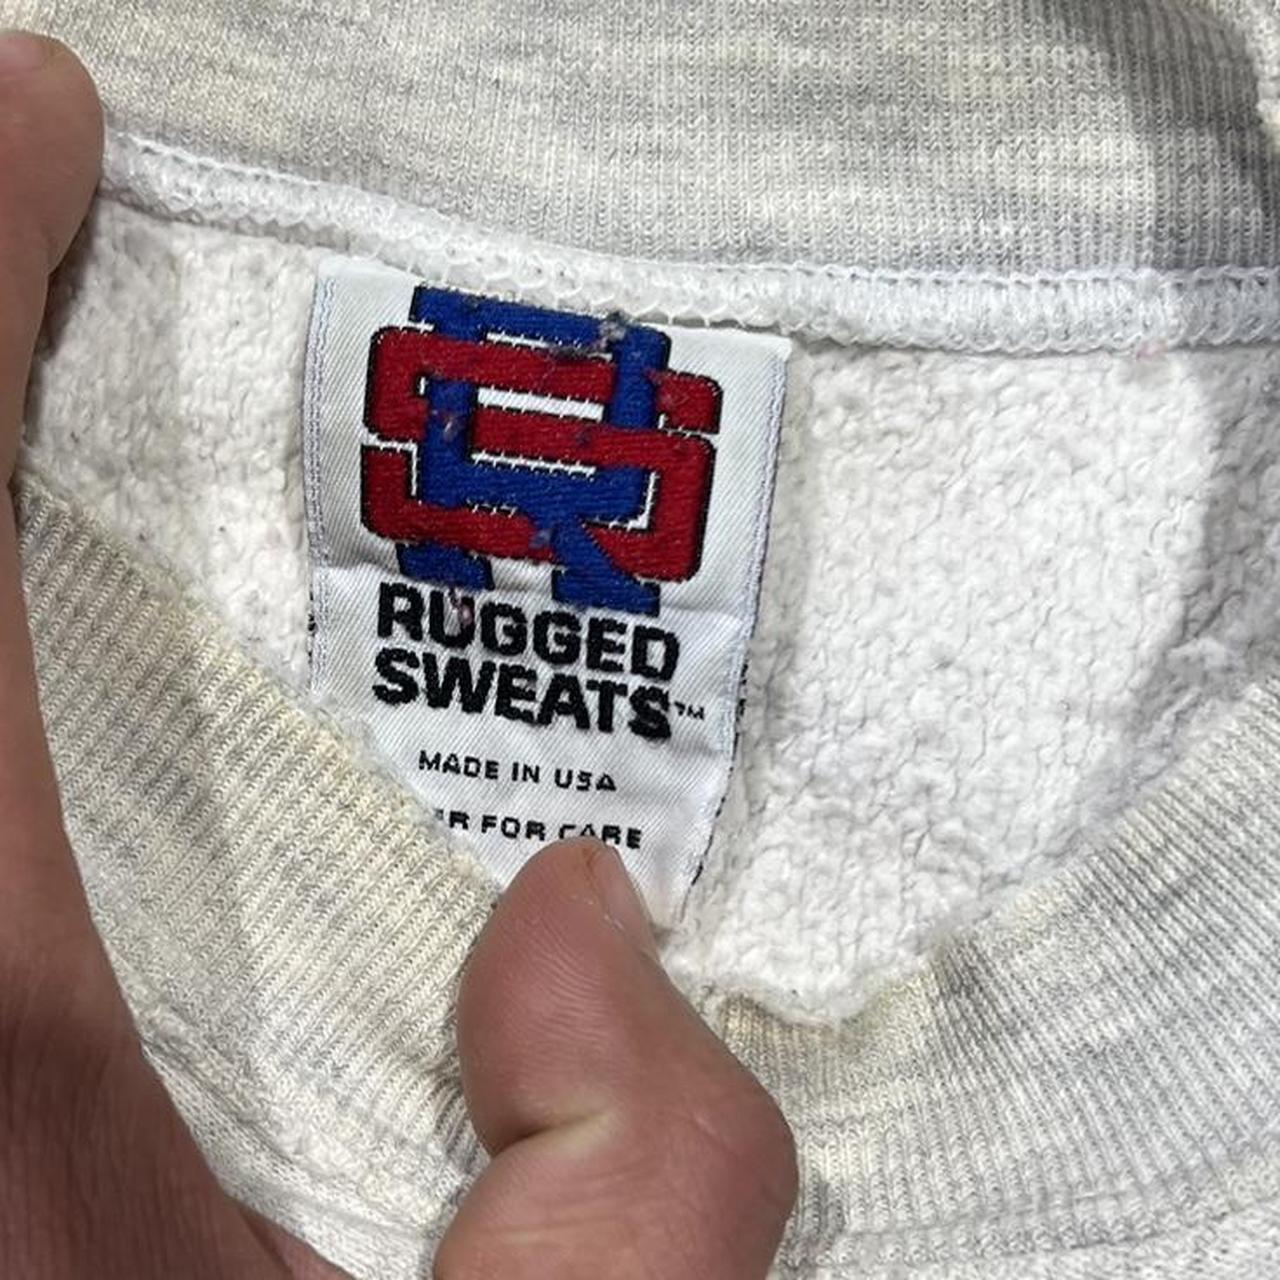 RUGGED
SWEATS™
MADE IN USA
FOR CARE